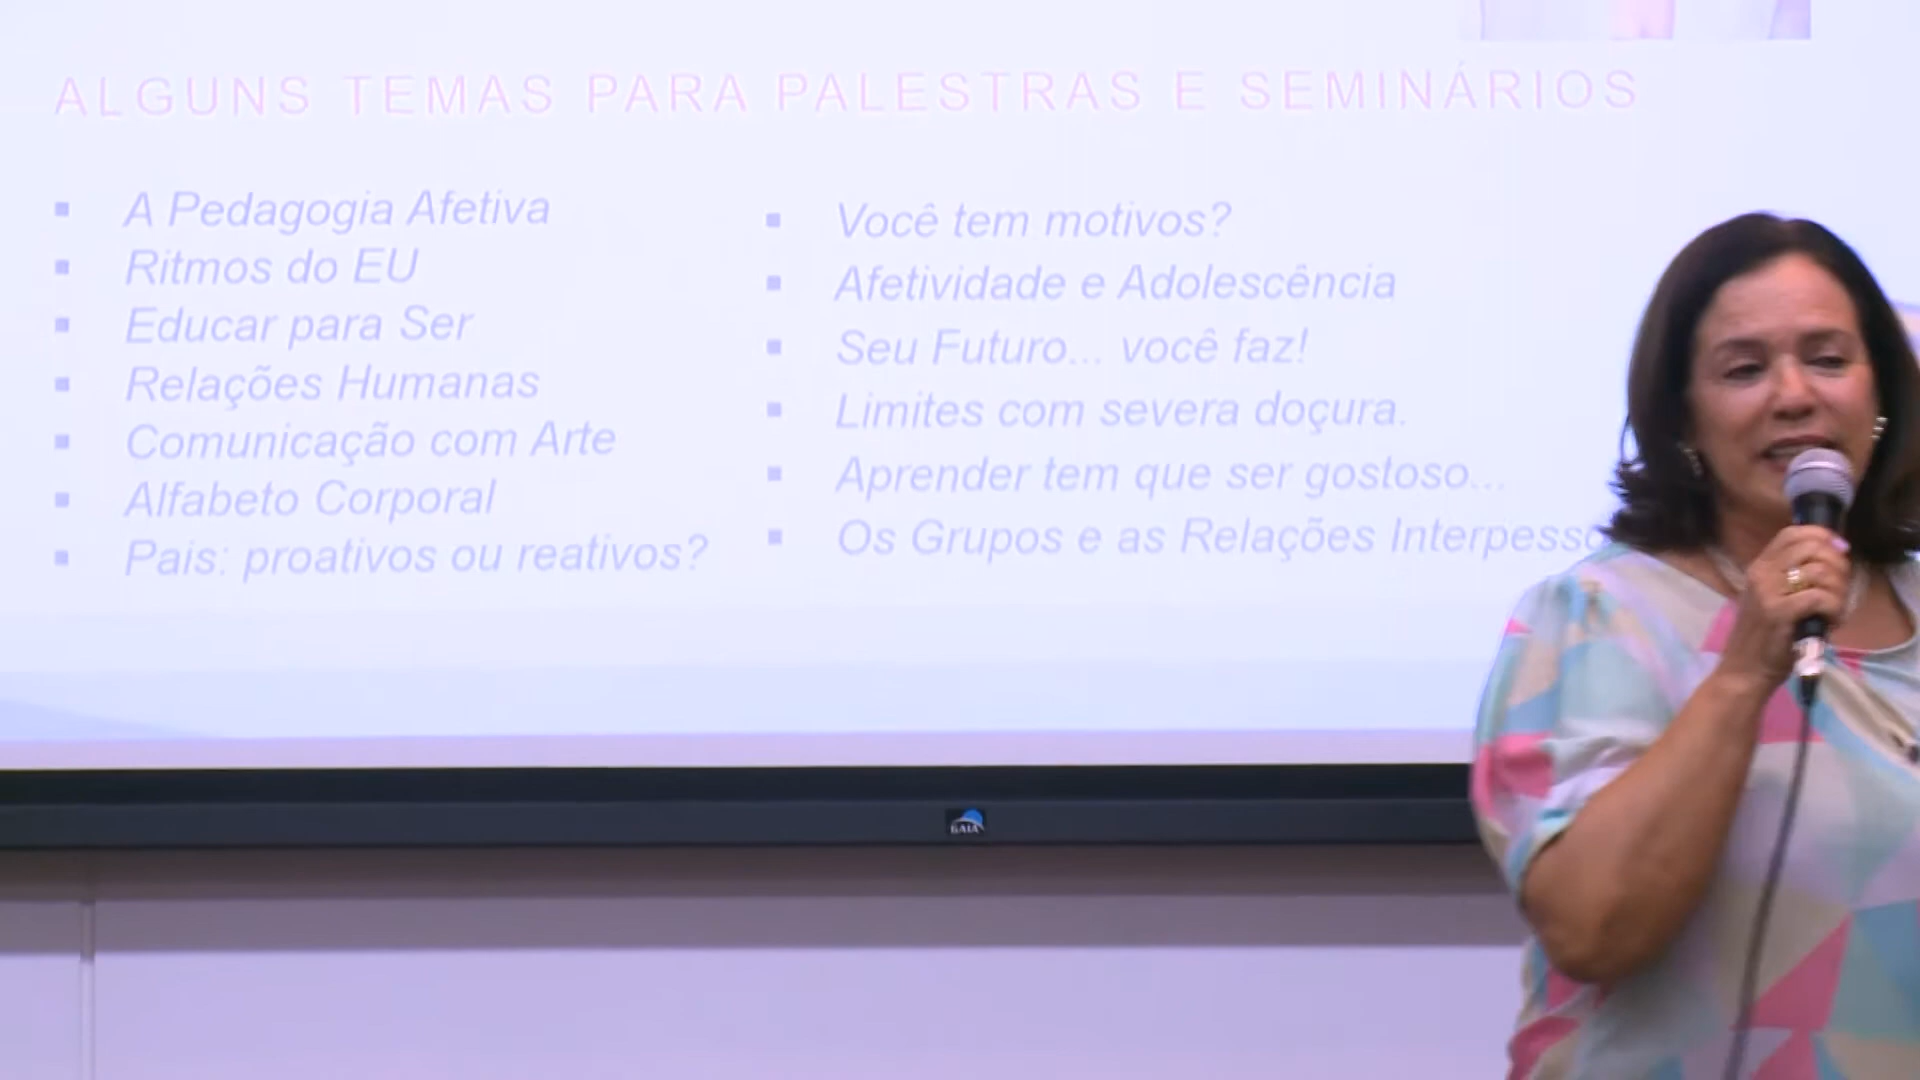 ALGUNS TEMAS PARA PALESTRAS E SEMINÁRIOS
A Pedagogia Afetiva
Ritmos do EU
Educar para Ser
Relações Humanas
Comunicação com Arte
Alfabeto Corporal
Pais: proativos ou reativos?
Você tem motivos?
Afetividade e Adolescência
Seu Futuro... você faz!
Limites com severa doçura.
Aprender tem que ser gostoso...
Os Grupos e as Relações
GAIA